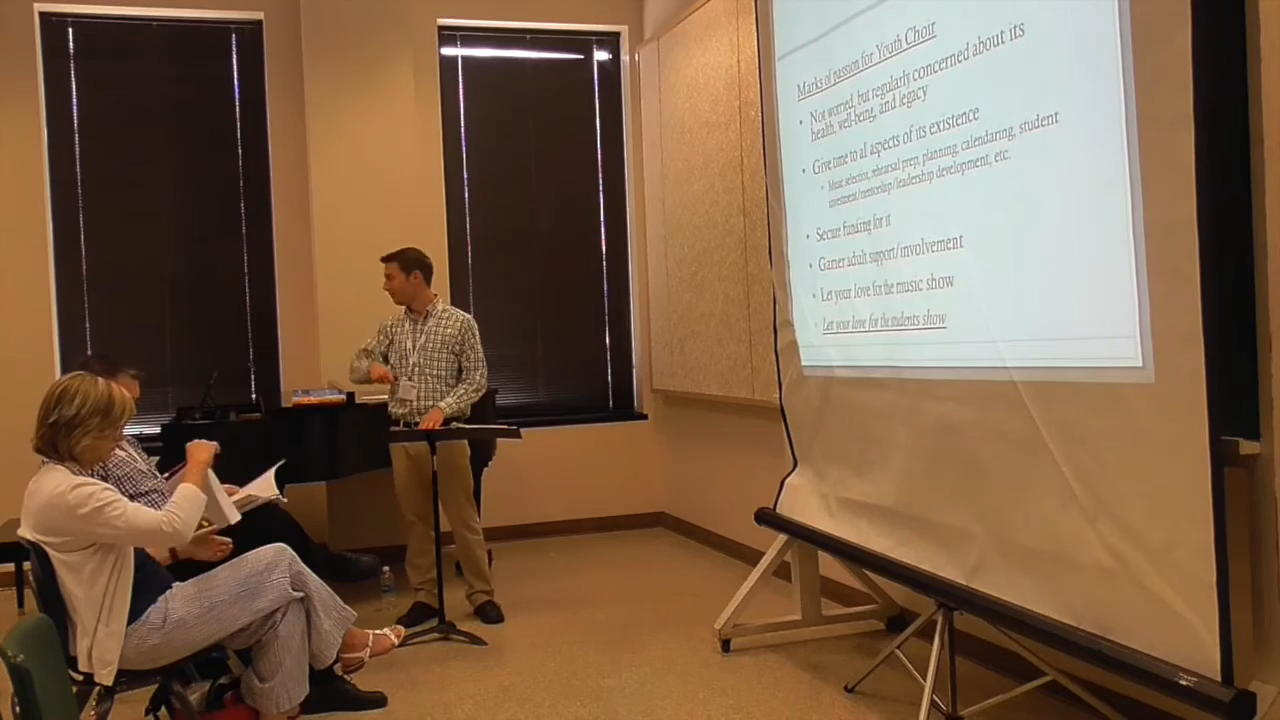 Marks of passion for Youth Choir
• Not worried, but regularly concerned about its
health, well-being, and legacy
• Give time to all aspects of its existence
• Music selection, rehearsal prep, planning, calendaring, student
investment/mentorship/leadership development, etc.
• Secure funding for it
• Garner adult support/involvement
• Let your love for the music show
• Let your love for the students show